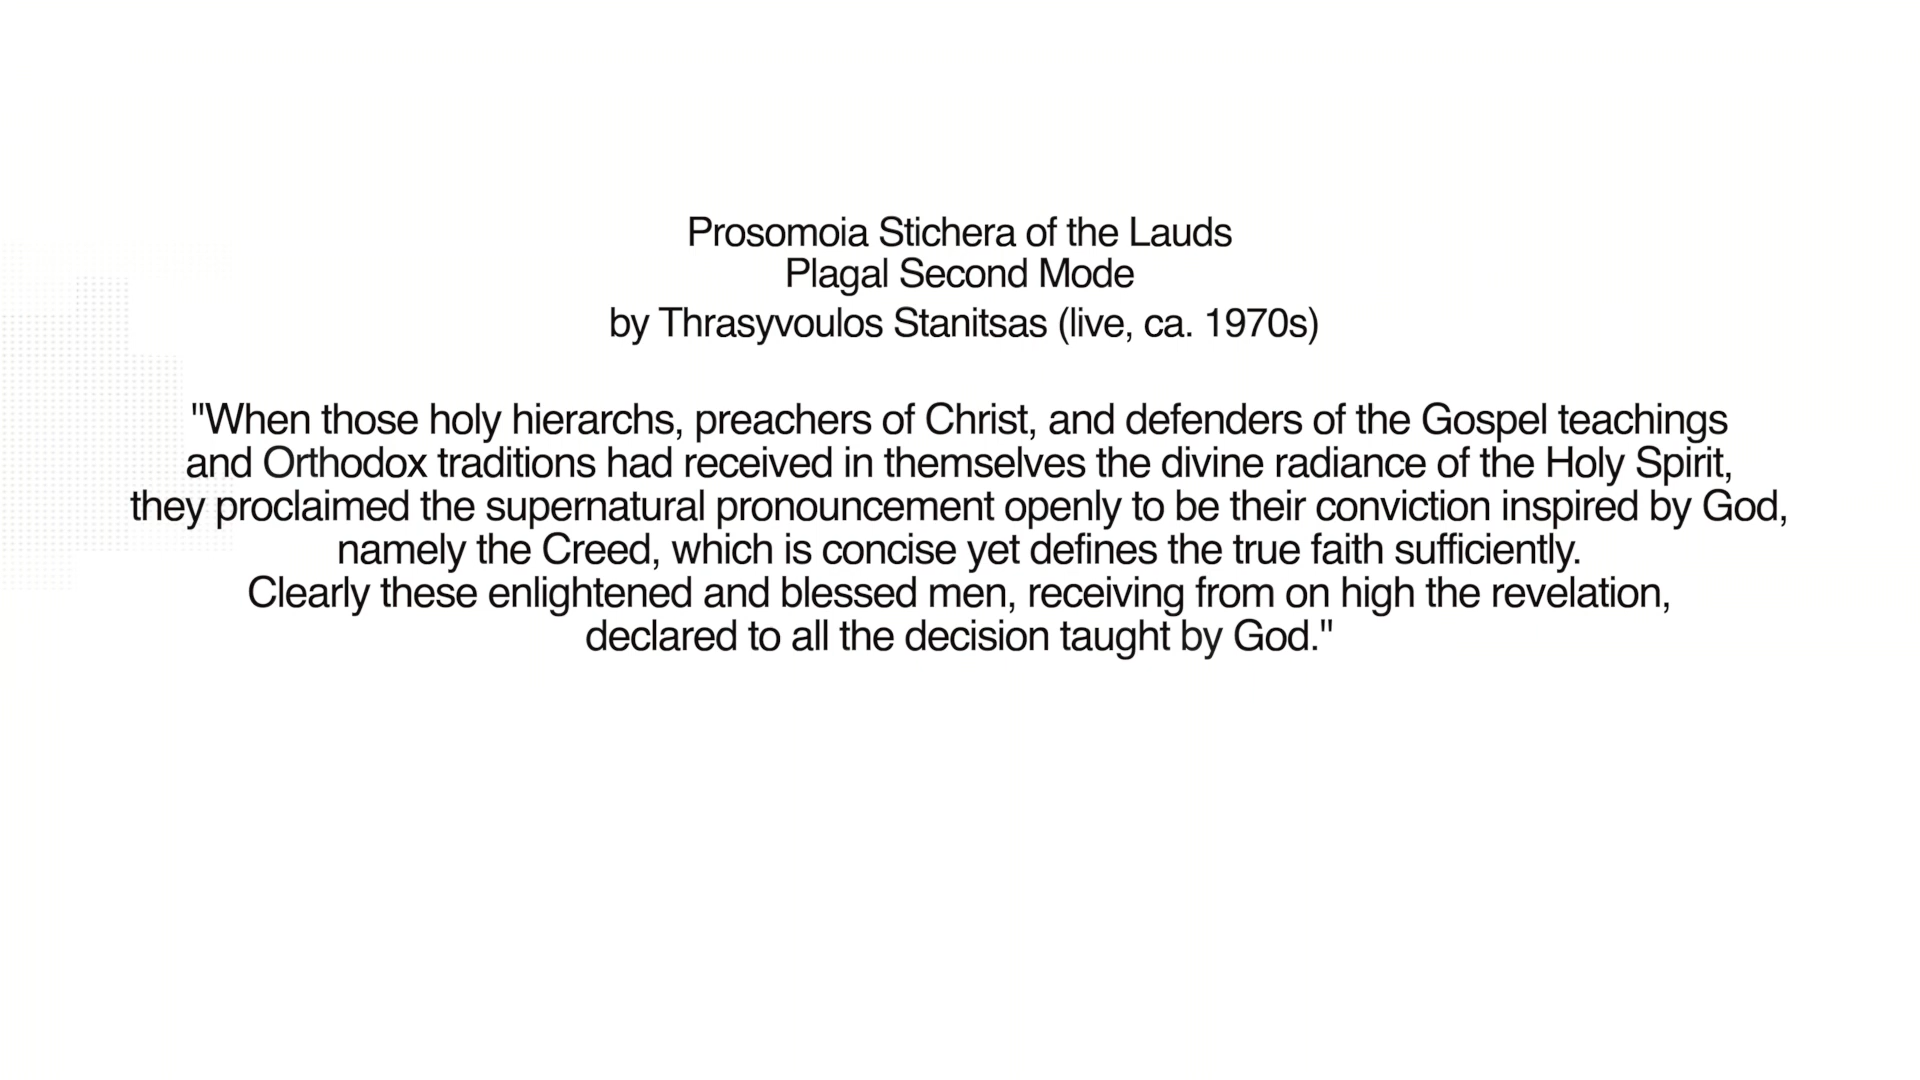 Prosomoia Stichera of the Lauds
Plagal Second Mode
by Thrasyvoulos Stanitsas (live, ca. 1970s)
"When those holy hierarchs, preachers of Christ, and defenders of the Gospel teachings
and Orthodox traditions had received in themselves the divine radiance of the Holy Spirit,
they proclaimed the supernatural pronouncement openly to be their conviction inspired by God,
namely the Creed, which is concise yet defines the true faith sufficiently.
Clearly these enlightened and blessed men, receiving from on high the revelation,
declared to all the decision taught by God."